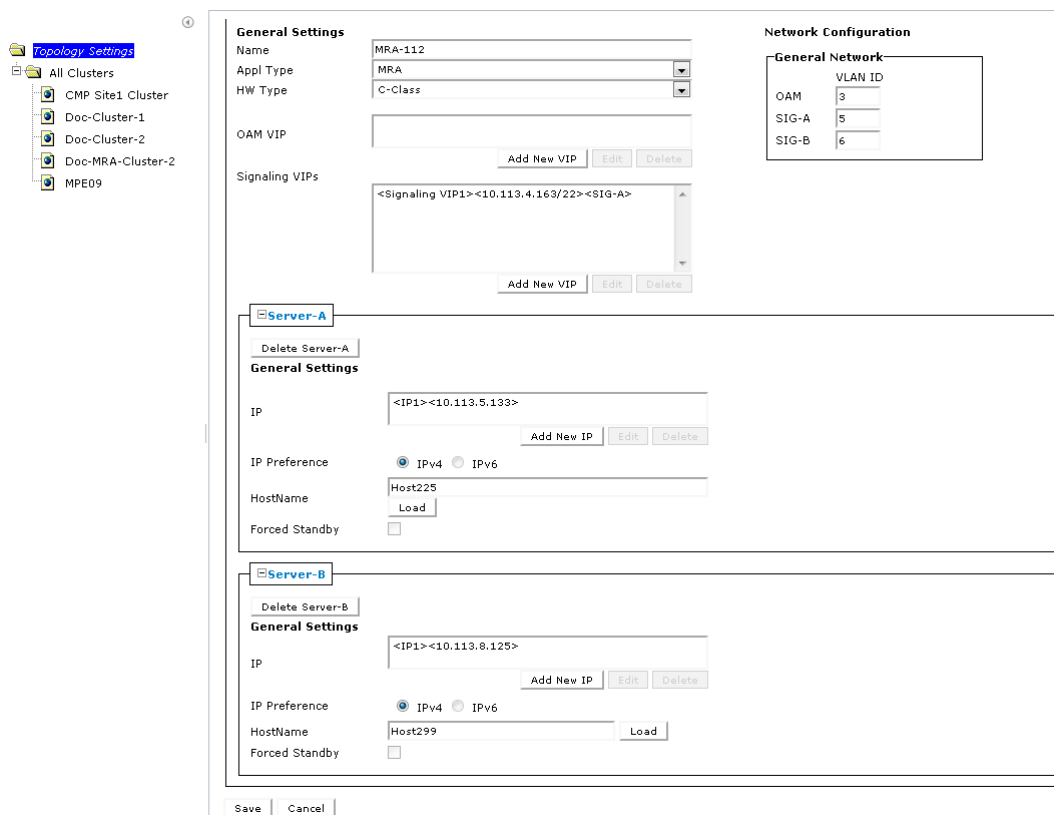 Topology Settings
All Clusters
CMP Site1 Cluster
Doc-Cluster-1
Doc-Cluster-2
Doc-MRA-Cluster-2
MPE09
General Settings
Name MRA-112
Appl Type MRA
HW Type C-Class
OAM VIP
Add New VIP Edit Delete
Signaling VIPs
<Signaling VIP1><10.113.4.163/22><SIG-A>
Add New VIP Edit Delete
Network Configuration
General Network
VLAN ID
OAM 3
SIG-A 5
SIG-B 6
Server-A
Delete Server-A
General Settings
IP <IP1><10.113.5.133>
Add New IP Edit Delete
IP Preference IPv4 IPv6
HostName Host225
Load
Forced Standby
Server-B
Delete Server-B
General Settings
IP <IP1><10.113.8.125>
Add New IP Edit Delete
IP Preference IPv4 IPv6
HostName Host299 Load
Forced Standby
Save Cancel